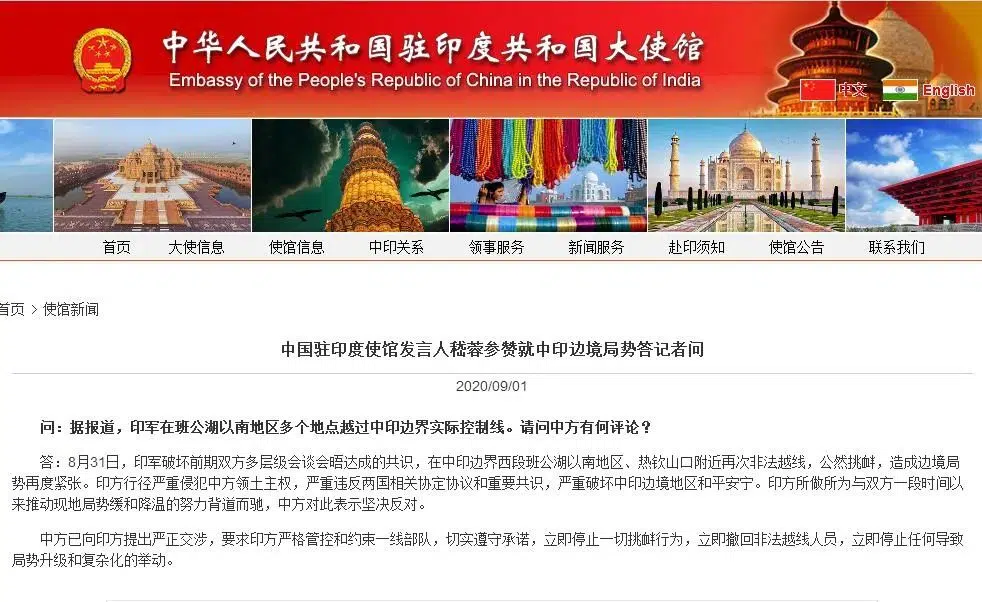 中华人民共和国驻印度共和国大使馆
Embassy of the People's Republic of China in the Republic of India
中文 English
首页 大使信息 使馆信息 中印关系 领事服务 新闻服务 赴印须知 使馆公告 联系我们
首页 > 使馆新闻
中国驻印度使馆发言人嵇蓉参赞就中印边境局势答记者问
2020/09/01
问：据报道，印军在班公湖以南地区多个地点越过中印边界实际控制线。请问中方有何评论？
答：8月31日，印军破坏前期双方多层级会谈会晤达成的共识，在中印边界西段班公湖以南地区、热钦山口附近再次非法越线，公然挑衅，造成边境局
势再度紧张。印方行径严重侵犯中方领土主权，严重违反两国相关协定协议和重要共识，严重破坏中印边境地区和平安宁。印方所做所为与双方一段时间以
来推动现地局势缓和降温的努力背道而驰，中方对此表示坚决反对。
中方已向印方提出严正交涉，要求印方严格管控和约束一线部队，切实遵守承诺，立即停止一切挑衅行为，立即撤回非法越线人员，立即停止任何导致
局势升级和复杂化的举动。